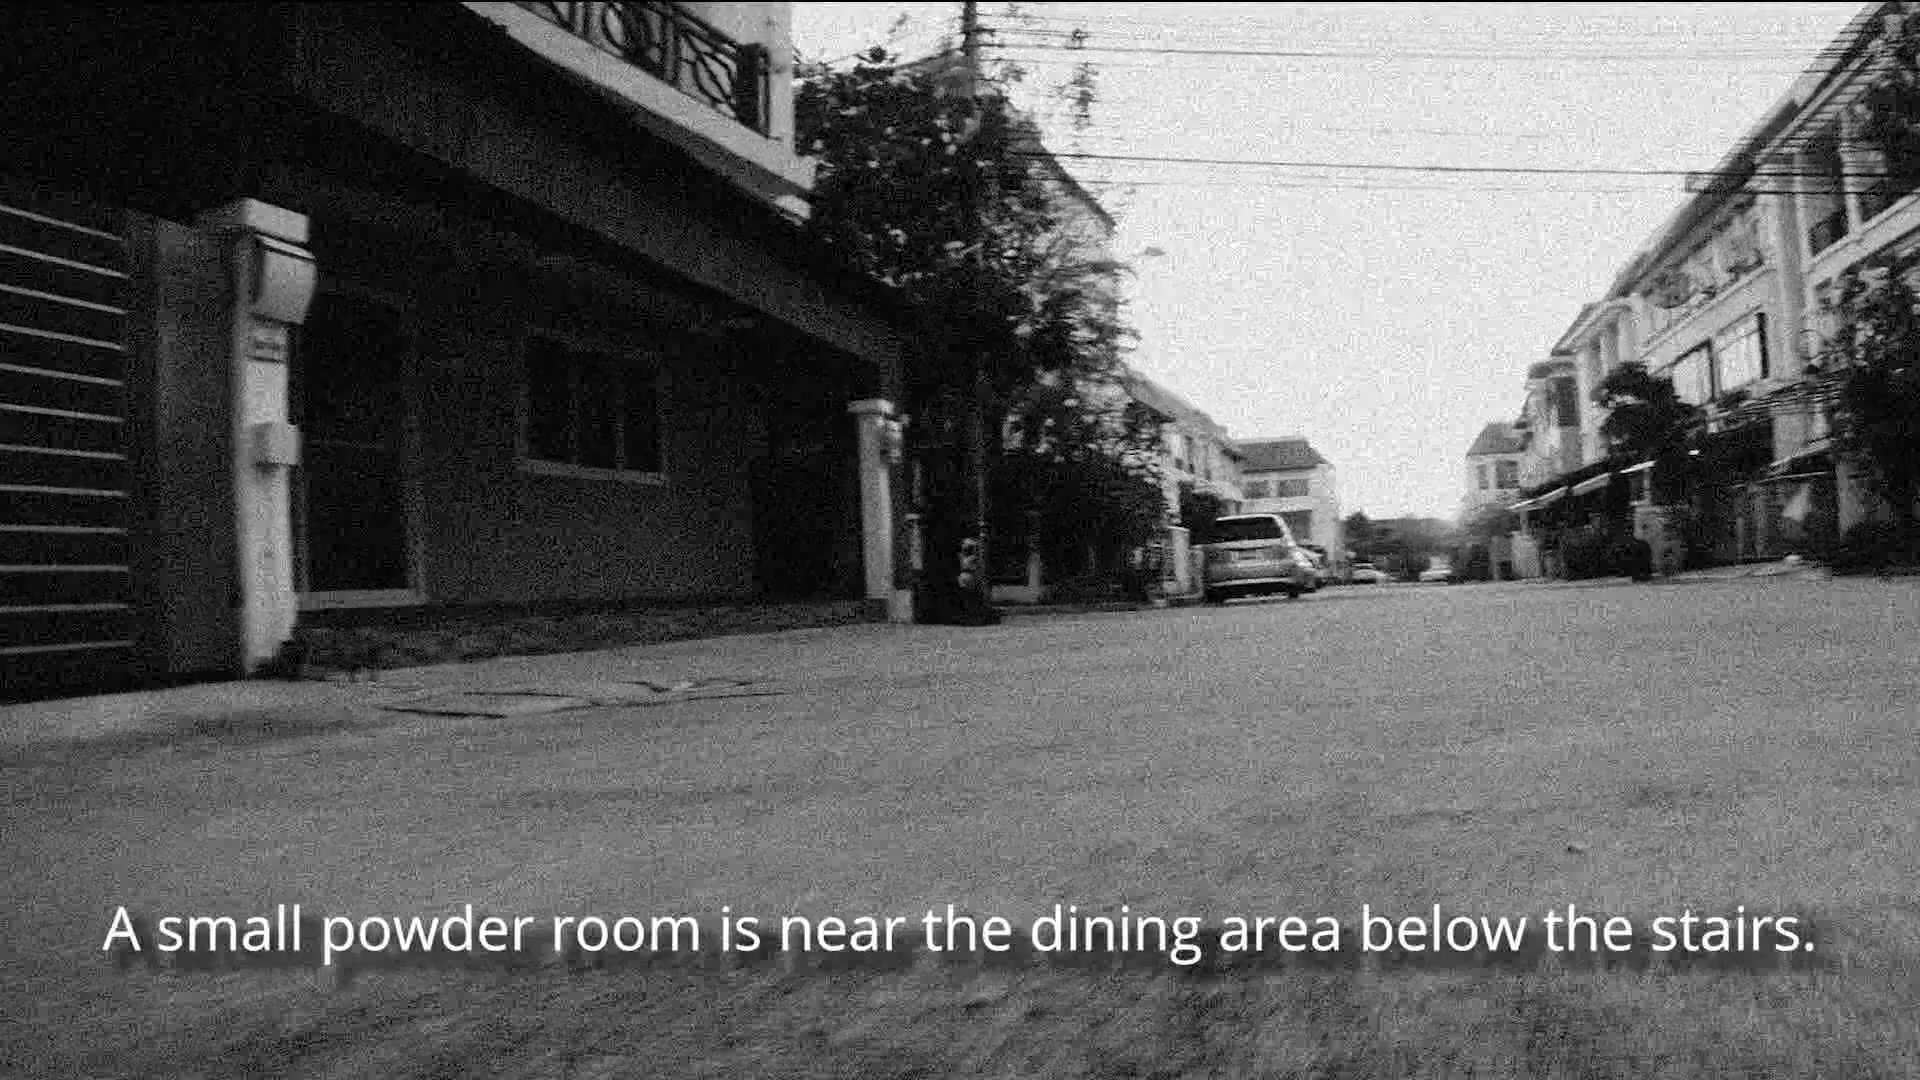 A small powder room is near the dining area below the stairs.